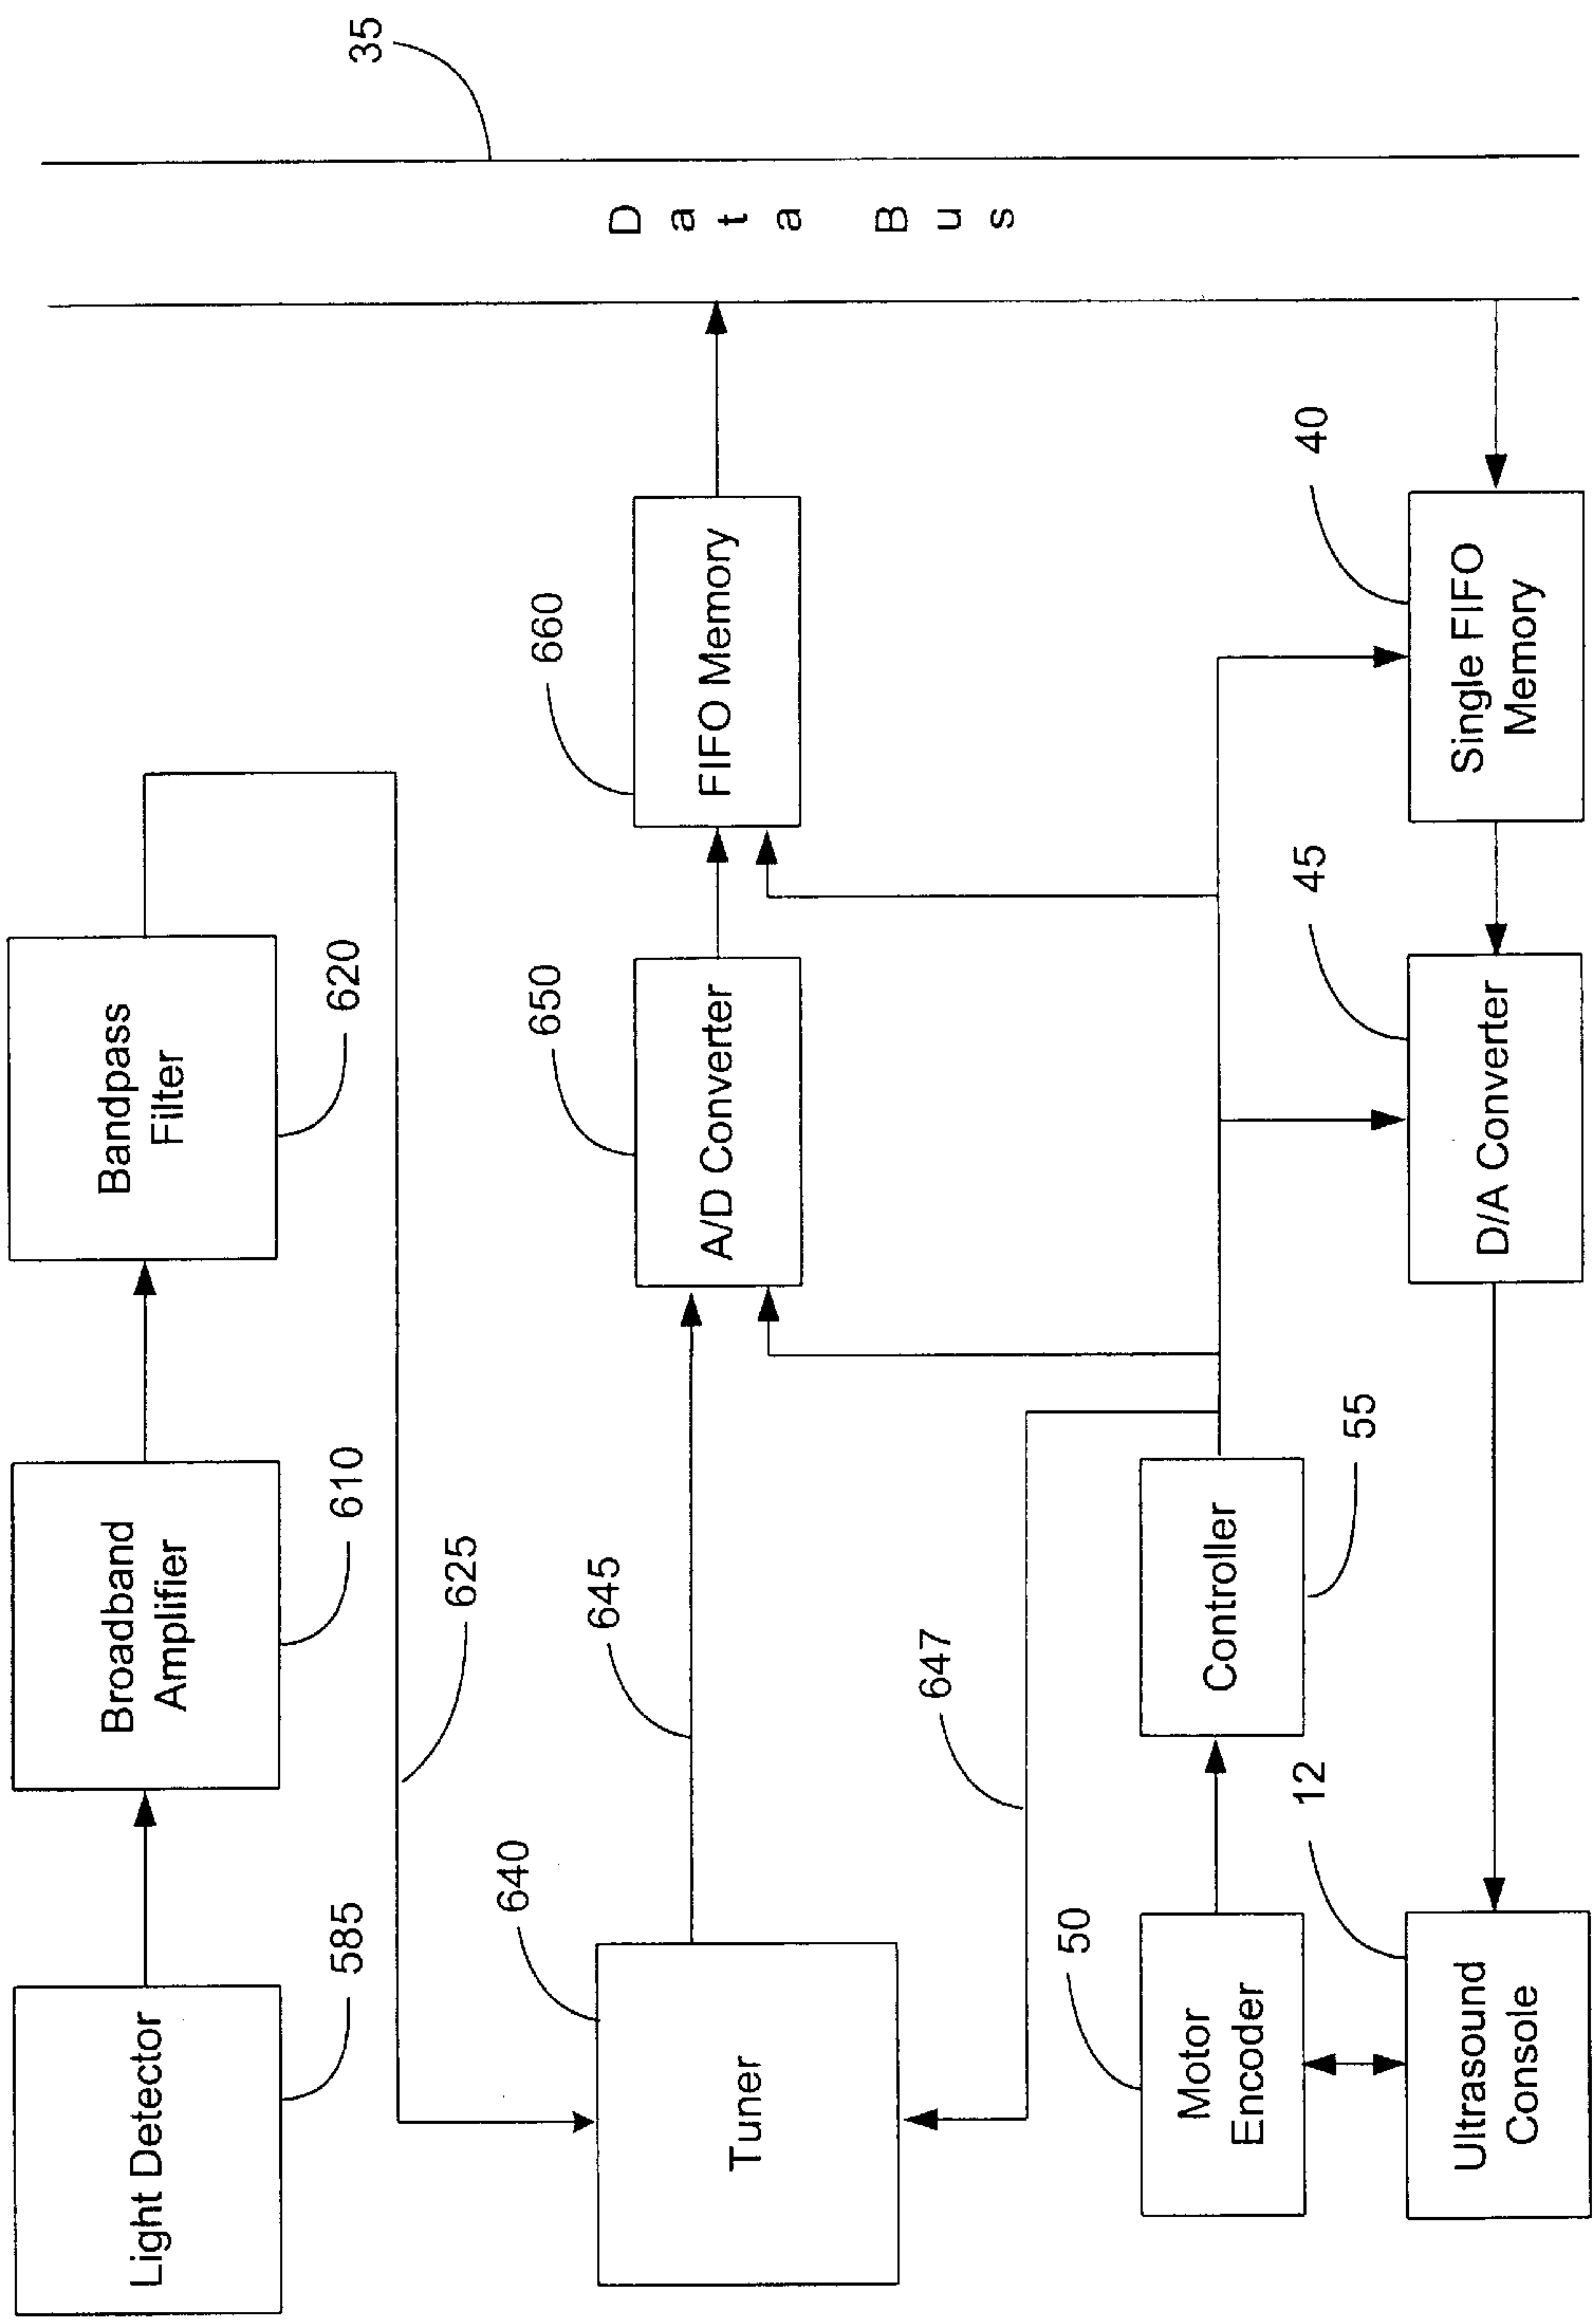 Light Detector
585
Broadband
Amplifier
610
Bandpass
Filter
620
625
Tuner
640
645
A/D Converter
650
FIFO Memory
660
Data Bus
35
647
Motor
Encoder
50
Controller
55
Ultrasound
Console
12
D/A Converter
45
Single FIFO
Memory
40